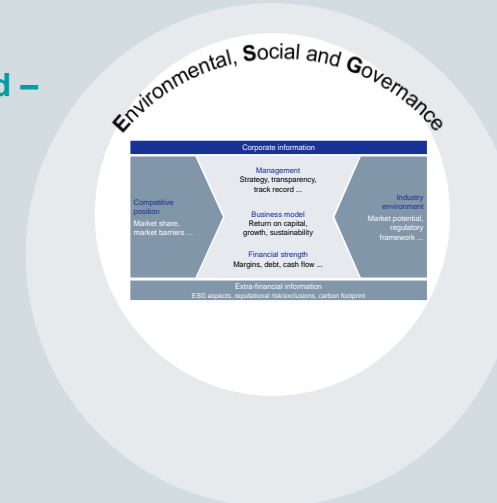 d –
Environmental, Social and Governance
Corporate information
Competitive
position
Market share,
market barriers ...
Management
Strategy, transparency,
track record ...
Business model
Return on capital,
growth, sustainability
Financial strength
Margins, debt, cash flow ...
Industry
environment
Market potential,
regulatory
framework ...
Extra-financial information
ESG aspects, reputational risk/exclusions, carbon footprint